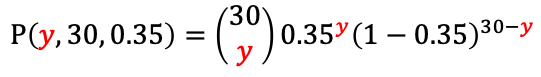 P(y, 30, 0.35) = (30 y) 0.35^y (1 − 0.35)^{30−y}